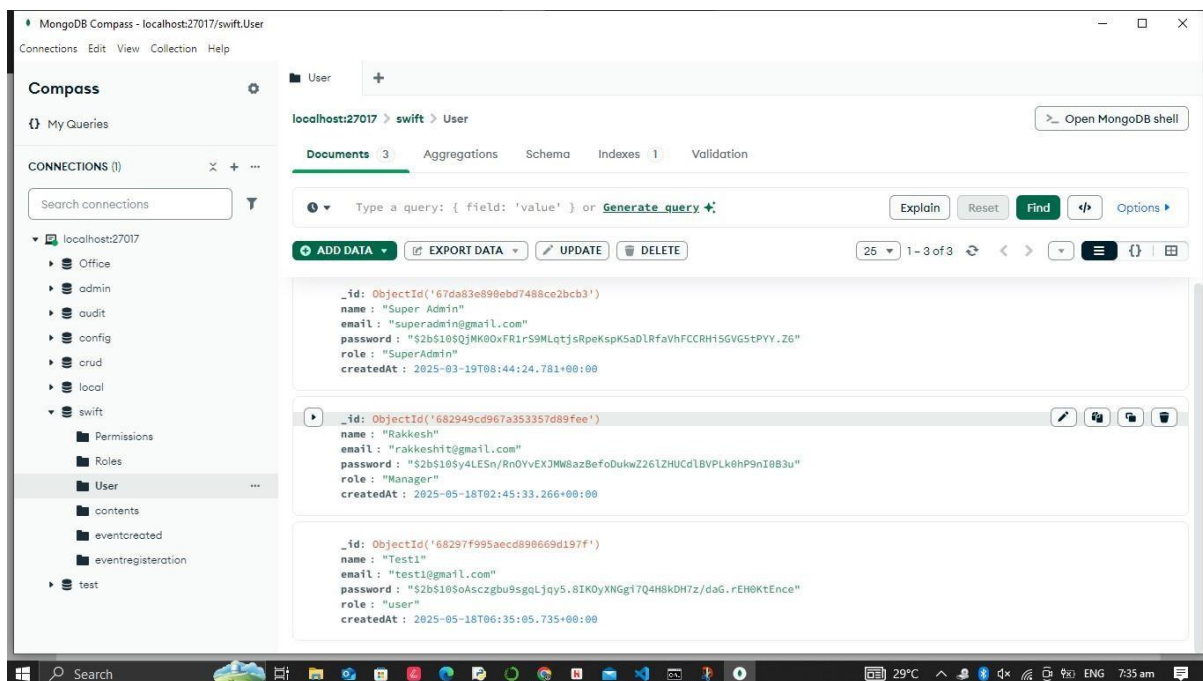 MongoDB Compass - localhost:27017/swift.User
Connections Edit View Collection Help
Compass
{} My Queries
CONNECTIONS (1)
Search connections
localhost:27017
Office
admin
audit
config
crud
local
swift
Permissions
Roles
User
contents
eventcreated
eventregisteration
test
User
localhost:27017 > swift > User
>_ Open MongoDB shell
Documents 3 Aggregations Schema Indexes 1 Validation
Type a query: { field: 'value' } or Generate query
Explain Reset Find </> Options
ADD DATA EXPORT DATA UPDATE DELETE
25 1-3 of 3 {}
_id: ObjectId('67da83e890ebd7488ce2bcb3')
name : "Super Admin"
email : "superadmin@gmail.com"
password : "$2b$10$QjMK0OxFR1rS9MLqtjsRpeKspK5aDlRfaVhFCCRHi5GVG5tPYY.Z6"
role : "SuperAdmin"
createdAt : 2025-03-19T08:44:24.781+00:00
_id: ObjectId('682949cd967a353357d89fee')
name : "Rakkesh"
email : "rakkeshit@gmail.com"
password : "$2b$10$y4LESn/RnOYvEXJMW8azBefoDukwZ26lZHUCdlBVPLk0hP9nI0B3u"
role : "Manager"
createdAt : 2025-05-18T02:45:33.266+00:00
_id: ObjectId('68297f995aecd890669d197f')
name : "Test1"
email : "test1@gmail.com"
password : "$2b$10$oAsczgbu9sgqLjqy5.8IKOyXNGgi7Q4H8kDH7z/daG.rEH0KtEnce"
role : "user"
createdAt : 2025-05-18T06:35:05.735+00:00
Search 29°C ENG 7:35 am